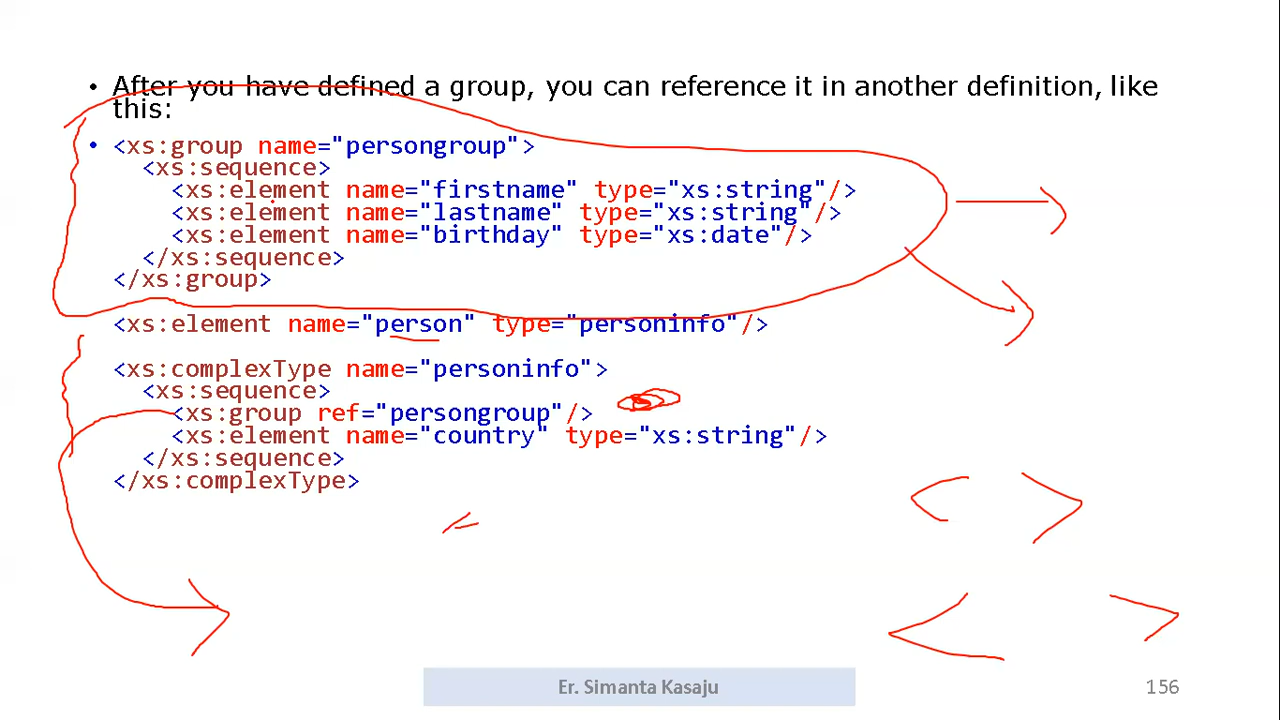 • After you have defined a group, you can reference it in another definition, like
this:
• <xs:group name="persongroup">
<xs:sequence>
<xs:element name="firstname" type="xs:string"/>
<xs:element name="lastname" type="xs:string"/>
<xs:element name="birthday" type="xs:date"/>
</xs:sequence>
</xs:group>
<xs:element name="person" type="personinfo"/>
<xs:complexType name="personinfo">
<xs:sequence>
<xs:group ref="persongroup"/>
<xs:element name="country" type="xs:string"/>
</xs:sequence>
</xs:complexType>
Er. Simanta Kasaju
156